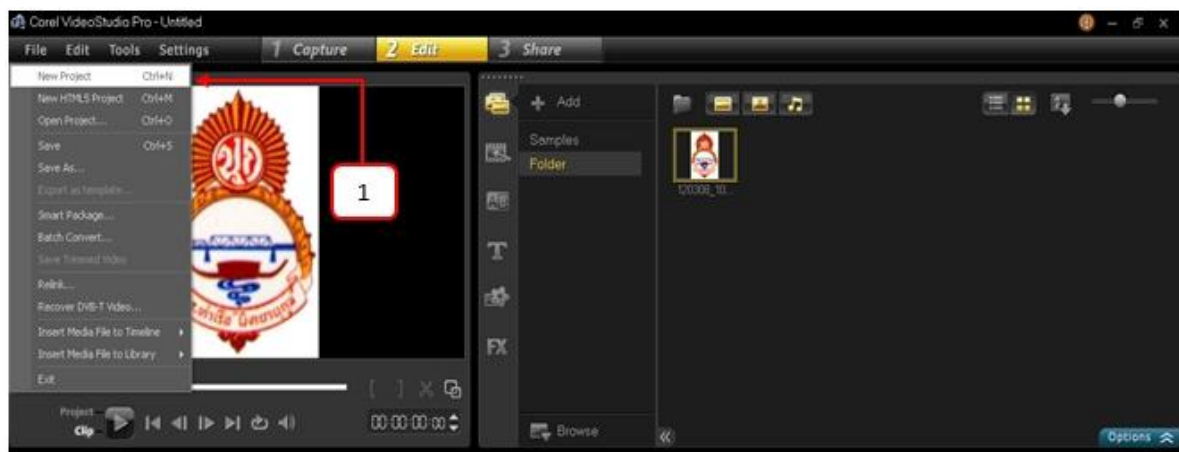 Corel VideoStudio Pro - Untitled
File Edit Tools Settings 1 Capture 2 Edit 3 Share
New Project Ctrl+N
New HTML5 Project Ctrl+M
Open Project... Ctrl+O
Save Ctrl+S
Save As...
Export as template...
Smart Package...
Batch Convert...
Save Trimmed Video
Relink...
Recover DVB-T Video...
Insert Media File to Timeline
Insert Media File to Library
Exit
1
Project
Clip
00:00:00:00
Add
Samples
Folder
AB
T
FX
Browse
120308_10...
Options